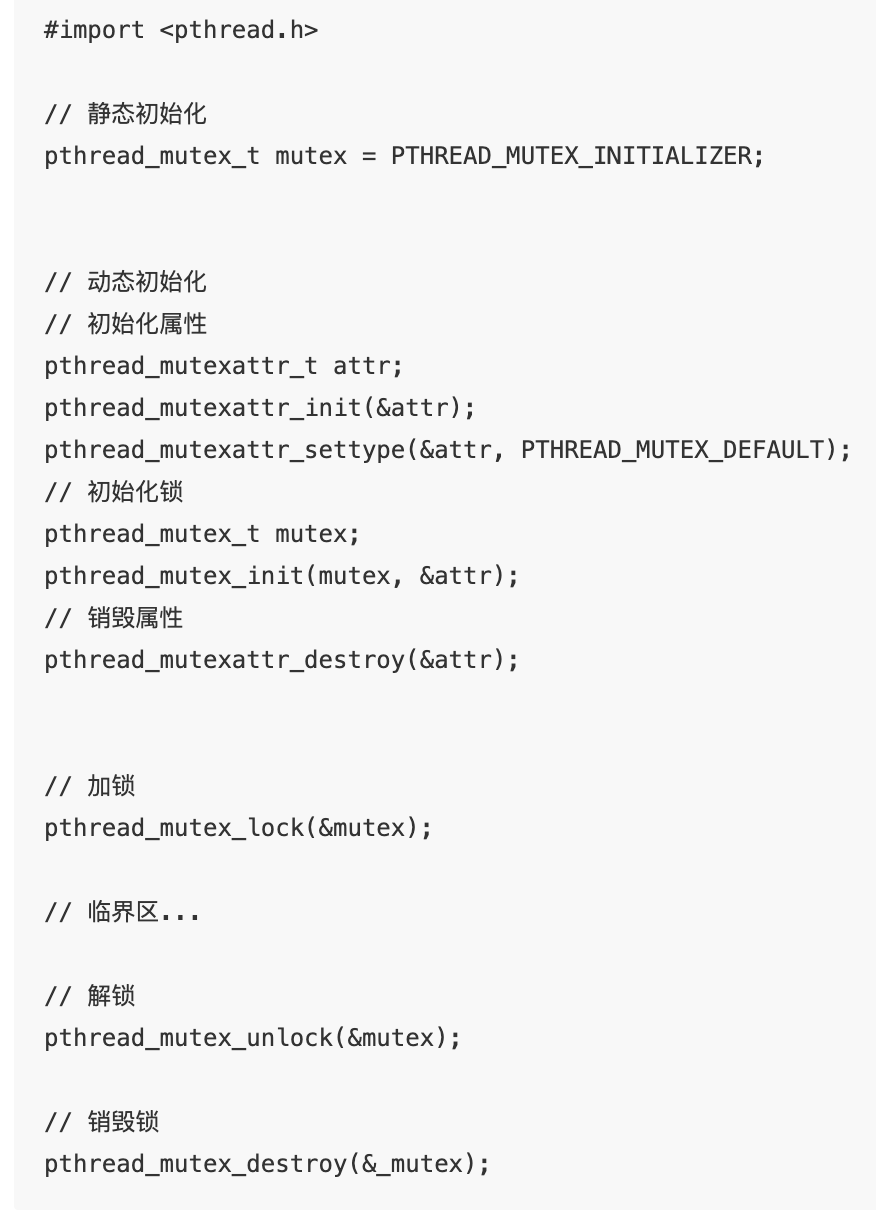 #import <pthread.h>
// 静态初始化
pthread_mutex_t mutex = PTHREAD_MUTEX_INITIALIZER;
// 动态初始化
// 初始化属性
pthread_mutexattr_t attr;
pthread_mutexattr_init(&attr);
pthread_mutexattr_settype(&attr, PTHREAD_MUTEX_DEFAULT);
// 初始化锁
pthread_mutex_t mutex;
pthread_mutex_init(mutex, &attr);
// 销毁属性
pthread_mutexattr_destroy(&attr);
// 加锁
pthread_mutex_lock(&mutex);
// 临界区...
// 解锁
pthread_mutex_unlock(&mutex);
// 销毁锁
pthread_mutex_destroy(&_mutex);